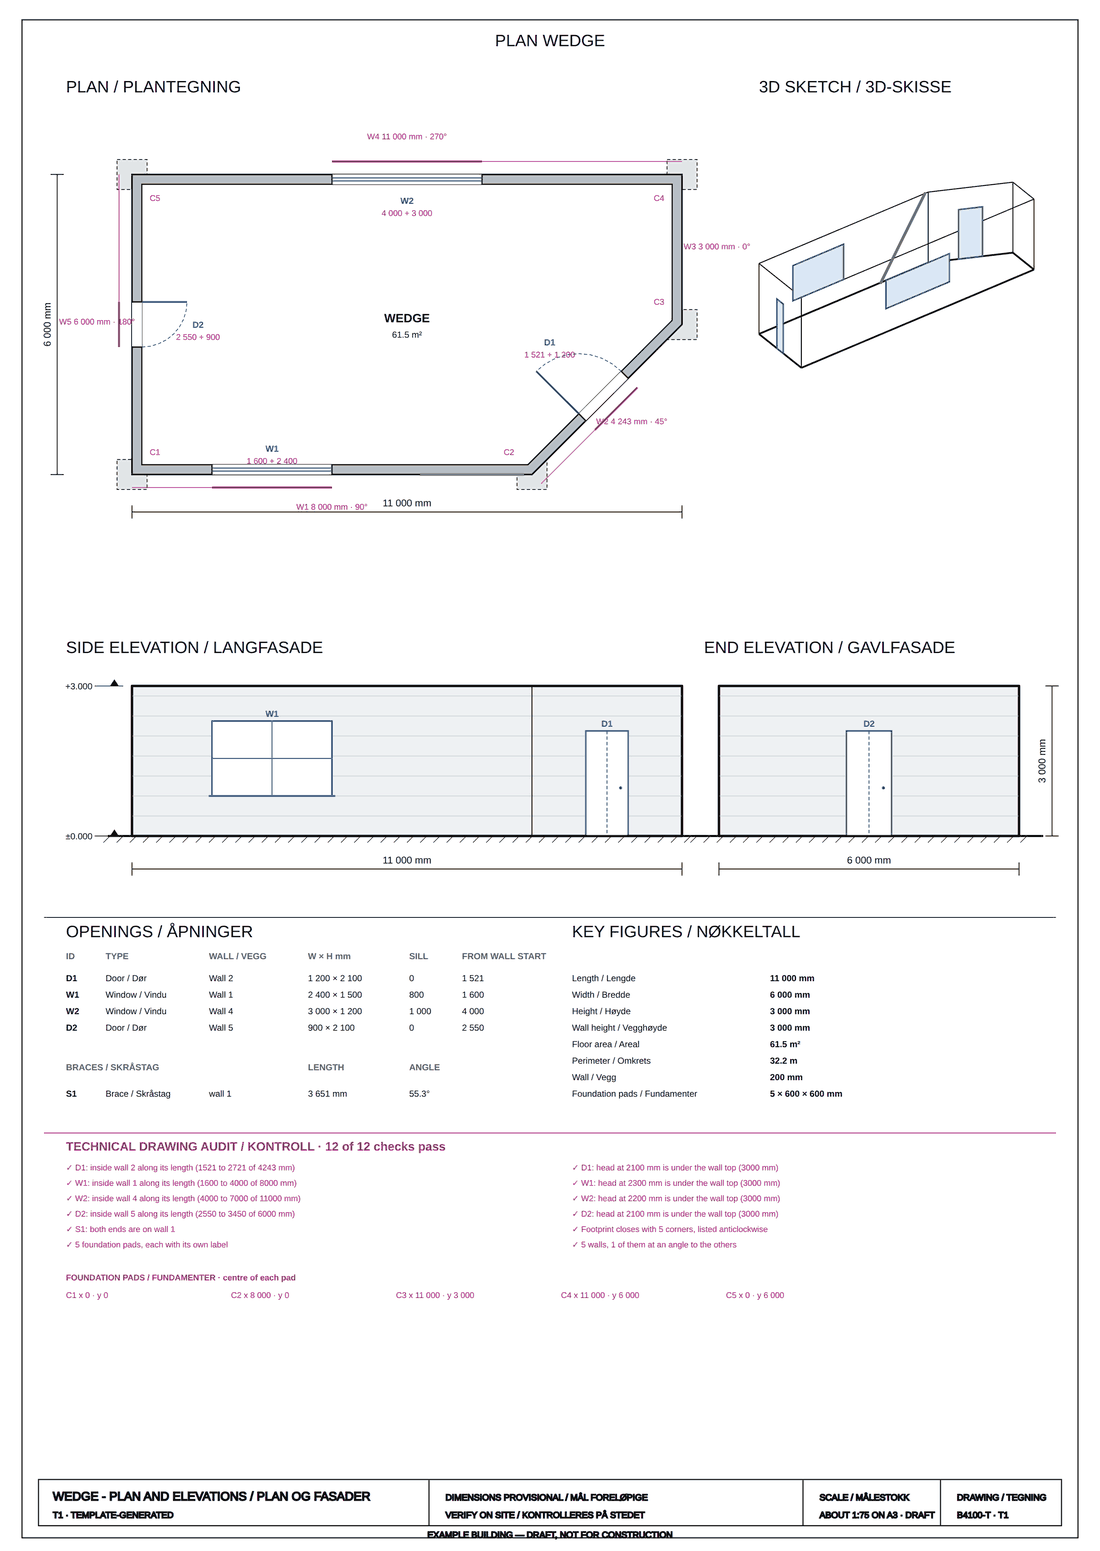 PLAN WEDGE
PLAN / PLANTEGNING
3D SKETCH / 3D-SKISSE
W4 11 000 mm · 270°
C5
W2
4 000 + 3 000
C4
W3 3 000 mm · 0°
C3
6 000 mm
W5 6 000 mm · 180°
D2
2 550 + 900
WEDGE
61.5 m²
D1
1 521 + 1 200
W2 4 243 mm · 45°
C1
W1
1 600 + 2 400
C2
W1 8 000 mm · 90°
11 000 mm
SIDE ELEVATION / LANGFASADE
END ELEVATION / GAVLFASADE
+3.000
W1
D1
D2
3 000 mm
±0.000
11 000 mm
6 000 mm
OPENINGS / ÅPNINGER
ID TYPE WALL / VEGG W × H mm SILL FROM WALL START
D1 Door / Dør Wall 2 1 200 × 2 100 0 1 521
W1 Window / Vindu Wall 1 2 400 × 1 500 800 1 600
W2 Window / Vindu Wall 4 3 000 × 1 200 1 000 4 000
D2 Door / Dør Wall 5 900 × 2 100 0 2 550
BRACES / SKRÅSTAG LENGTH ANGLE
S1 Brace / Skråstag wall 1 3 651 mm 55.3°
KEY FIGURES / NØKKELTALL
Length / Lengde 11 000 mm
Width / Bredde 6 000 mm
Height / Høyde 3 000 mm
Wall height / Vegghøyde 3 000 mm
Floor area / Areal 61.5 m²
Perimeter / Omkrets 32.2 m
Wall / Vegg 200 mm
Foundation pads / Fundamenter 5 × 600 × 600 mm
TECHNICAL DRAWING AUDIT / KONTROLL · 12 of 12 checks pass
✓ D1: inside wall 2 along its length (1521 to 2721 of 4243 mm)
✓ W1: inside wall 1 along its length (1600 to 4000 of 8000 mm)
✓ W2: inside wall 4 along its length (4000 to 7000 of 11000 mm)
✓ D2: inside wall 5 along its length (2550 to 3450 of 6000 mm)
✓ S1: both ends are on wall 1
✓ 5 foundation pads, each with its own label
✓ D1: head at 2100 mm is under the wall top (3000 mm)
✓ W1: head at 2300 mm is under the wall top (3000 mm)
✓ W2: head at 2200 mm is under the wall top (3000 mm)
✓ D2: head at 2100 mm is under the wall top (3000 mm)
✓ Footprint closes with 5 corners, listed anticlockwise
✓ 5 walls, 1 of them at an angle to the others
FOUNDATION PADS / FUNDAMENTER · centre of each pad
C1 x 0 · y 0 C2 x 8 000 · y 0 C3 x 11 000 · y 3 000 C4 x 11 000 · y 6 000 C5 x 0 · y 6 000
WEDGE - PLAN AND ELEVATIONS / PLAN OG FASADER
T1 · TEMPLATE-GENERATED
DIMENSIONS PROVISIONAL / MÅL FORELØPIGE
VERIFY ON SITE / KONTROLLERES PÅ STEDET
SCALE / MÅLESTOKK
ABOUT 1:75 ON A3 · DRAFT
DRAWING / TEGNING
B4100-T · T1
EXAMPLE BUILDING — DRAFT, NOT FOR CONSTRUCTION